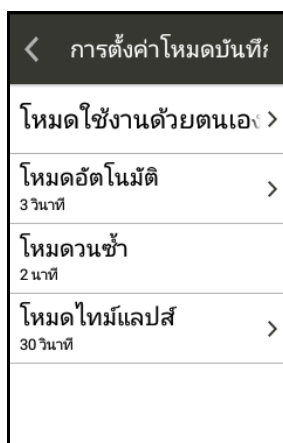 การตั้งค่าโหมดบันทึก
โหมดใช้งานด้วยตนเอง
โหมดอัตโนมัติ
3 วินาที
โหมดวนซ้ำ
2 นาที
โหมดไทม์แลปส์
30 วินาที